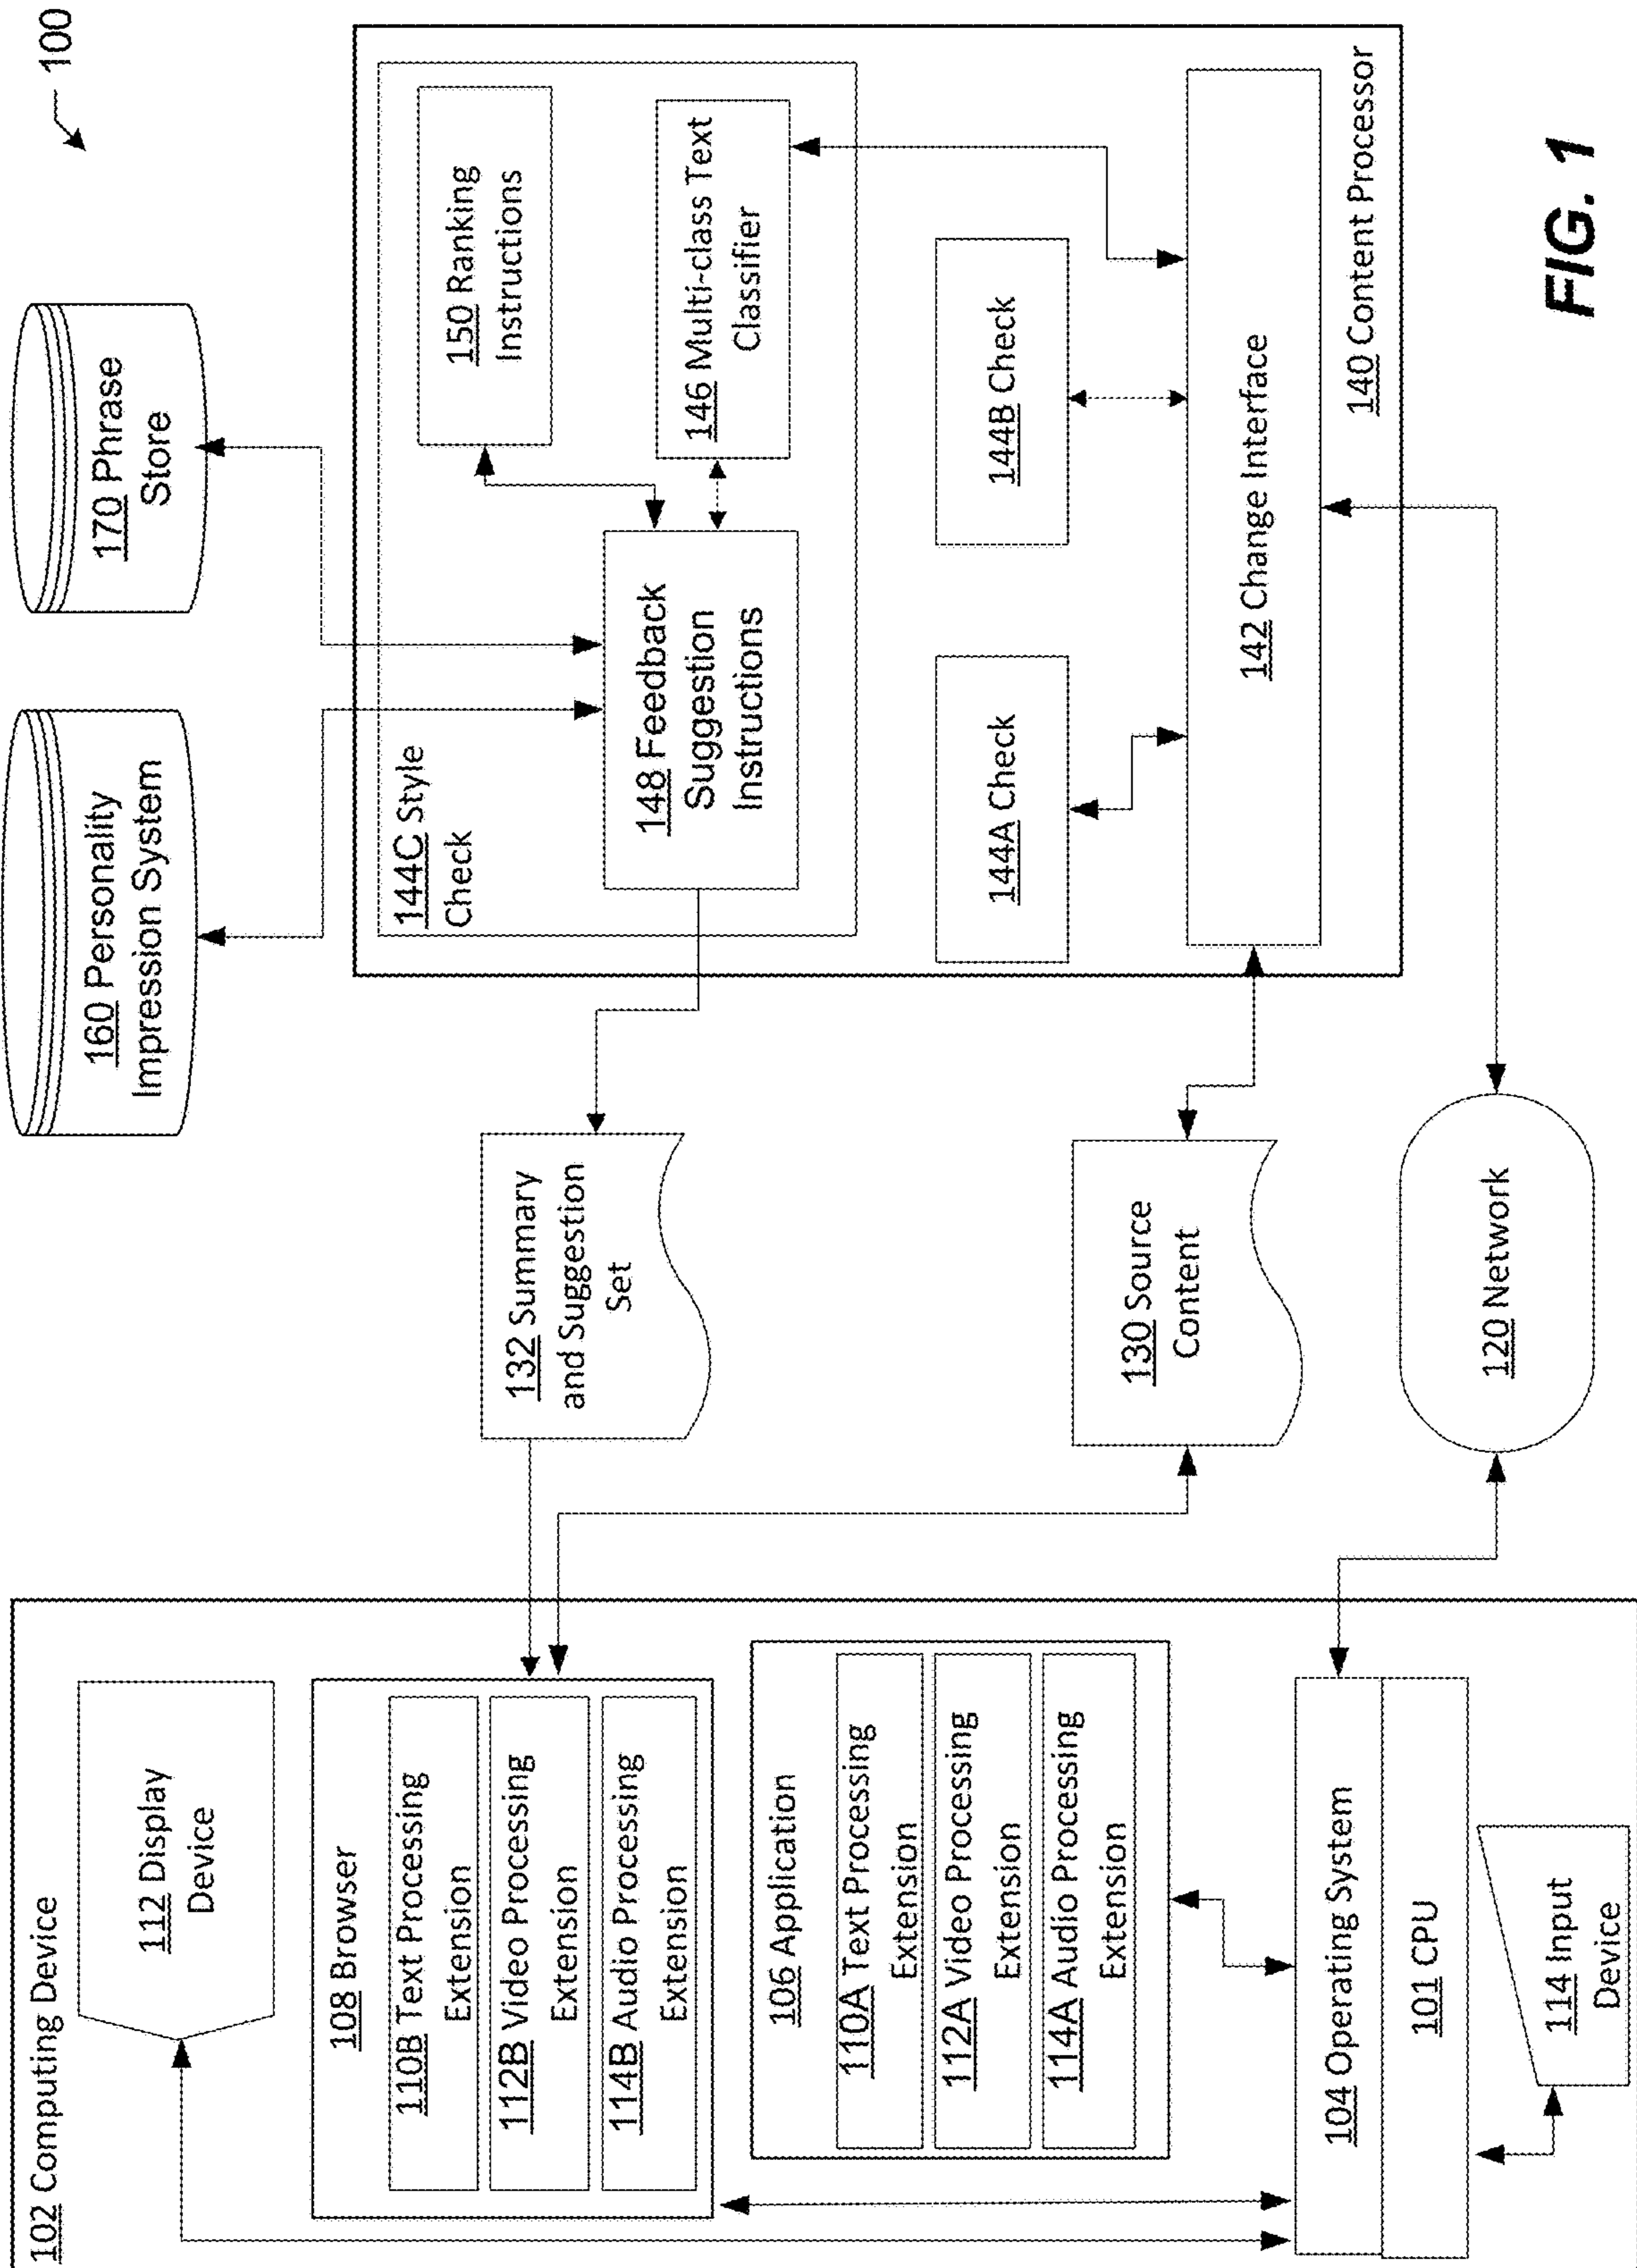 100
102 Computing Device
112 Display
Device
108 Browser
110B Text Processing
Extension
112B Video Processing
Extension
114B Audio Processing
Extension
106 Application
110A Text Processing
Extension
112A Video Processing
Extension
114A Audio Processing
Extension
104 Operating System
101 CPU
114 Input
Device
132 Summary
and Suggestion
Set
130 Source
Content
120 Network
160 Personality
Impression System
170 Phrase
Store
144C Style
Check
148 Feedback
Suggestion
Instructions
150 Ranking
Instructions
146 Multi-class Text
Classifier
144A Check
144B Check
142 Change Interface
140 Content Processor
FIG. 1